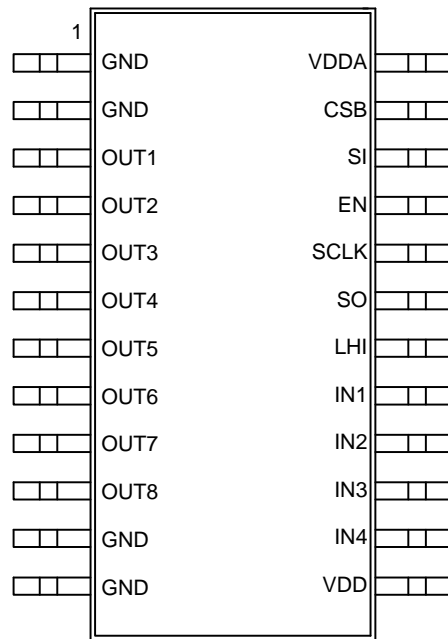 1
GND VDDA
GND CSB
OUT1 SI
OUT2 EN
OUT3 SCLK
OUT4 SO
OUT5 LHI
OUT6 IN1
OUT7 IN2
OUT8 IN3
GND IN4
GND VDD